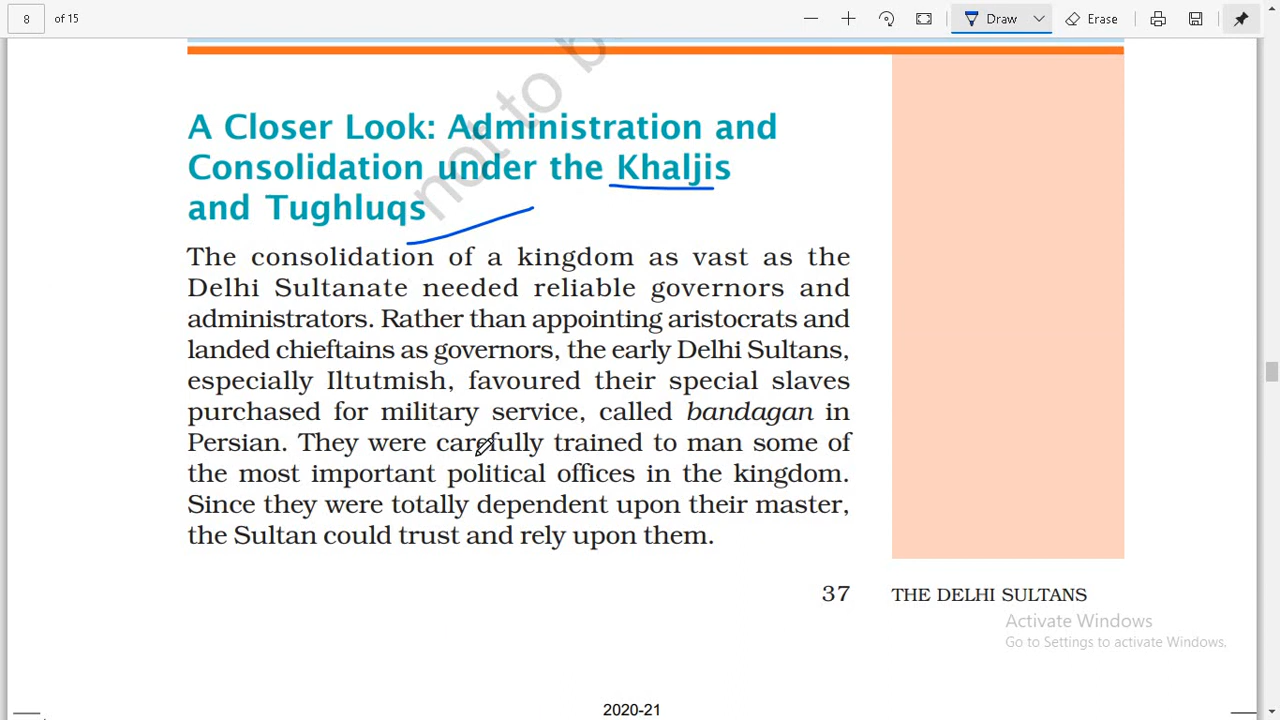 8 of 15 Draw Erase
not to b
A Closer Look: Administration and
Consolidation under the Khaljis
and Tughluqs
The consolidation of a kingdom as vast as the
Delhi Sultanate needed reliable governors and
administrators. Rather than appointing aristocrats and
landed chieftains as governors, the early Delhi Sultans,
especially Iltutmish, favoured their special slaves
purchased for military service, called bandagan in
Persian. They were carefully trained to man some of
the most important political offices in the kingdom.
Since they were totally dependent upon their master,
the Sultan could trust and rely upon them.
37 THE DELHI SULTANS
Activate Windows
Go to Settings to activate Windows.
2020-21